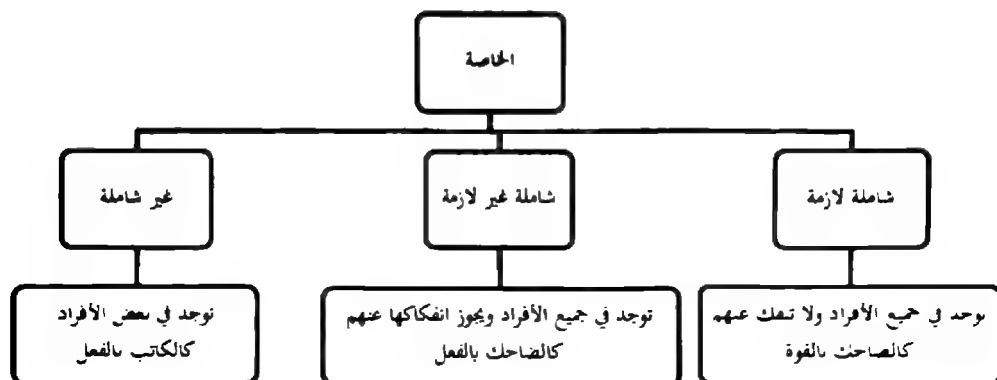 الخاصة
شاملة لازمة
شاملة غير لازمة
غير شاملة
توجد في جميع الأفراد ولا تنفك عنهم
كالضاحك بالقوة
توجد في جميع الأفراد ويجوز انفكاكها عنهم
كالضاحك بالفعل
توجد في بعض الأفراد
كالكاتب بالفعل